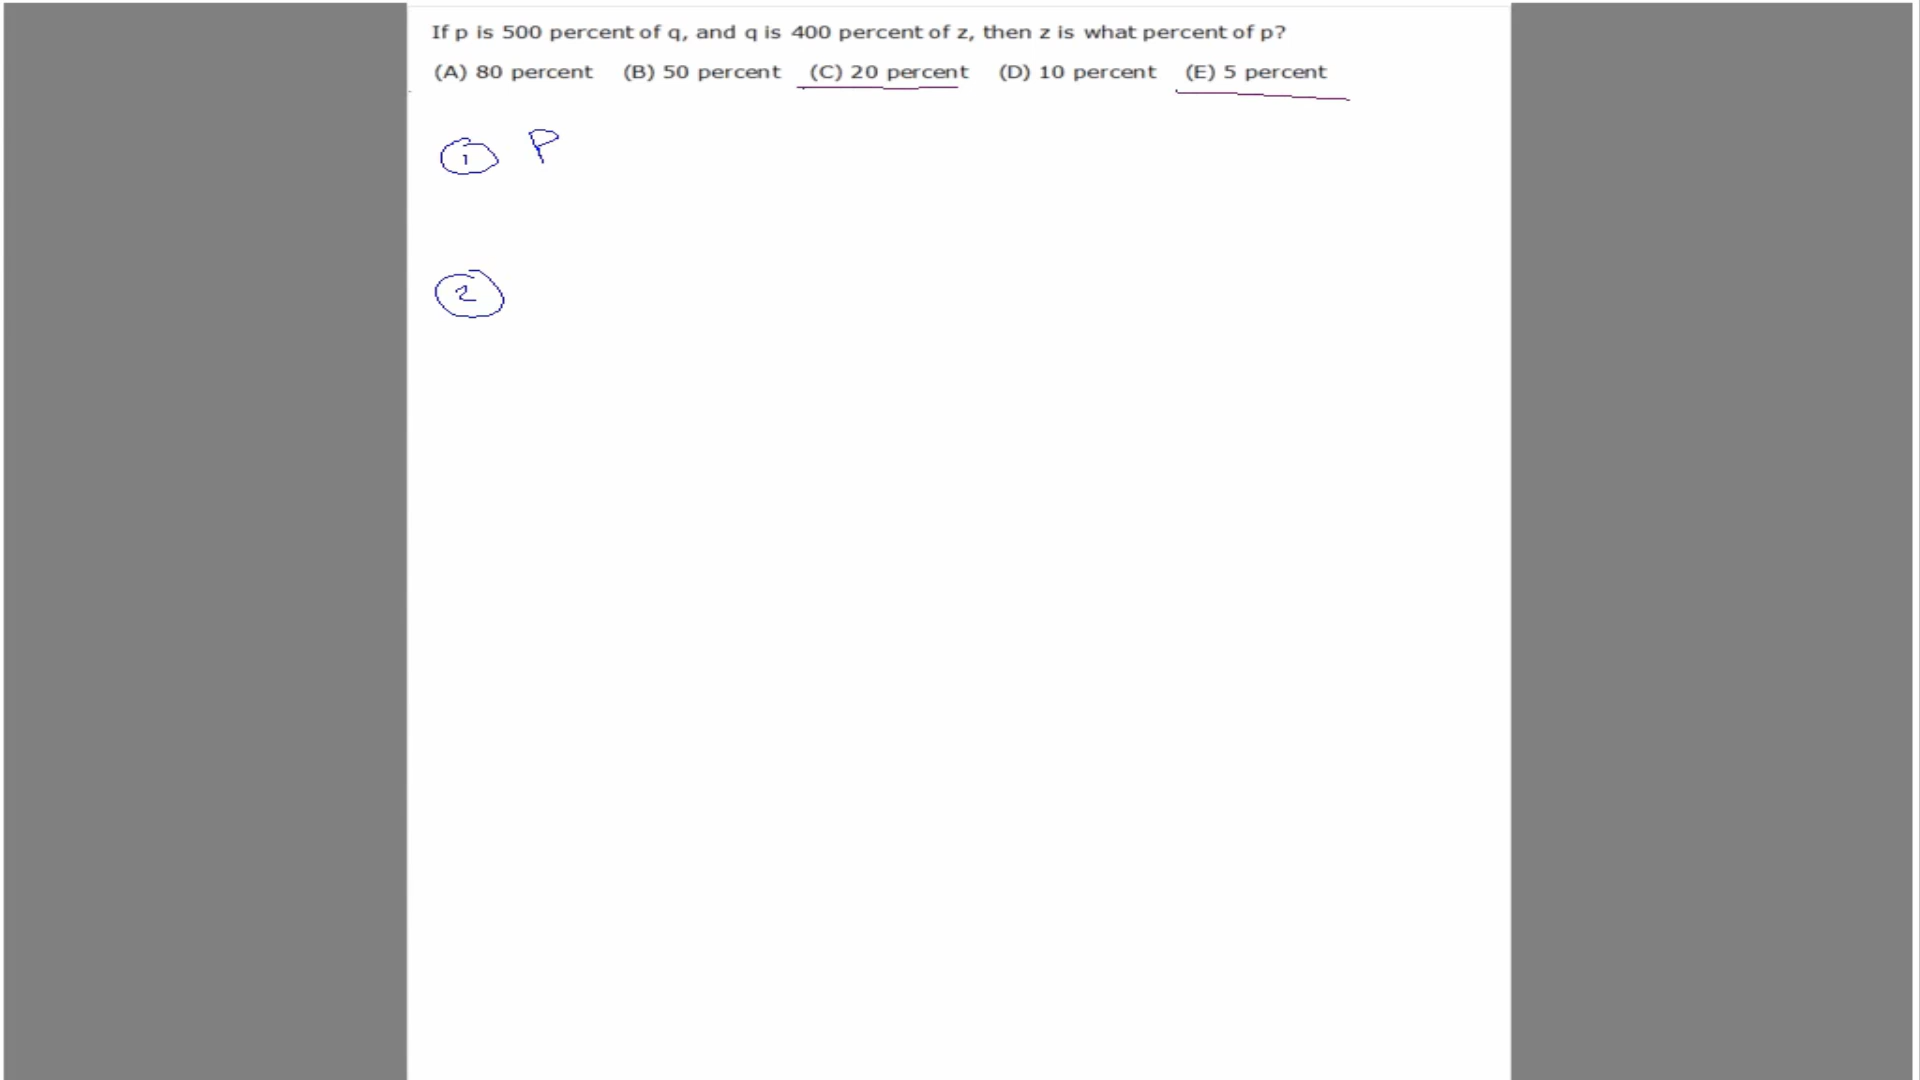 If p is 500 percent of q, and q is 400 percent of z, then z is what percent of p?
(A) 80 percent (B) 50 percent (C) 20 percent (D) 10 percent (E) 5 percent
1 P
2